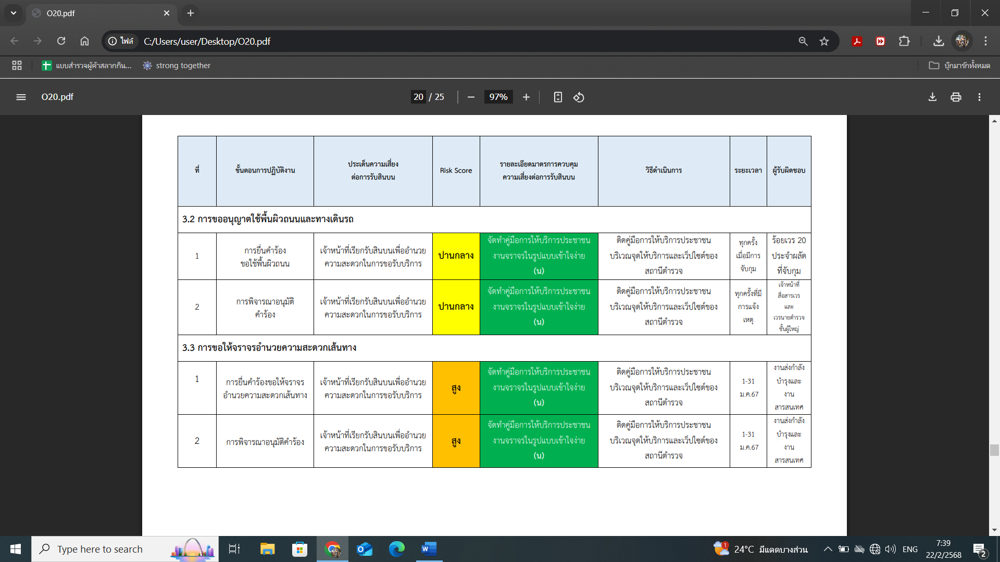 O20.pdf
ไฟล์
C:/Users/user/Desktop/O20.pdf
แบบสำรวจผู้ค้าสลากกิน...
strong together
บุ๊กมาร์กทั้งหมด
O20.pdf
20 / 25
97%
ที่
ขั้นตอนการปฏิบัติงาน
ประเด็นความเสี่ยง
ต่อการรับสินบน
Risk Score
รายละเอียดมาตรการควบคุม
ความเสี่ยงต่อการรับสินบน
วิธีดำเนินการ
ระยะเวลา
ผู้รับผิดชอบ
3.2 การขออนุญาตใช้พื้นผิวถนนและทางเดินรถ
1
การยื่นคำร้อง
ขอใช้พื้นผิวถนน
เจ้าหน้าที่เรียกรับสินบนเพื่ออำนวย
ความสะดวกในการขอรับบริการ
ปานกลาง
จัดทำคู่มือการให้บริการประชาชน
งานจราจรในรูปแบบเข้าใจง่าย
(น)
ติดคู่มือการให้บริการประชาชน
บริเวณจุดให้บริการและเว็ปไซต์ของ
สถานีตำรวจ
ทุกครั้ง
เมื่อมีการ
จับกุม
ร้อยเวร 20
ประจำผลัด
ที่จับกุม
2
การพิจารณาอนุมัติ
คำร้อง
เจ้าหน้าที่เรียกรับสินบนเพื่ออำนวย
ความสะดวกในการขอรับบริการ
ปานกลาง
จัดทำคู่มือการให้บริการประชาชน
งานจราจรในรูปแบบเข้าใจง่าย
(น)
ติดคู่มือการให้บริการประชาชน
บริเวณจุดให้บริการและเว็ปไซต์ของ
สถานีตำรวจ
ทุกครั้งที่มี
การแจ้ง
เหตุ
เจ้าหน้าที่
สื่อสารเวร
และ
เวรนายตำรวจ
ชั้นผู้ใหญ่
3.3 การขอให้จราจรอำนวยความสะดวกเส้นทาง
1
การยื่นคำร้องขอให้จราจร
อำนวยความสะดวกเส้นทาง
เจ้าหน้าที่เรียกรับสินบนเพื่ออำนวย
ความสะดวกในการขอรับบริการ
สูง
จัดทำคู่มือการให้บริการประชาชน
งานจราจรในรูปแบบเข้าใจง่าย
(น)
ติดคู่มือการให้บริการประชาชน
บริเวณจุดให้บริการและเว็ปไซต์ของ
สถานีตำรวจ
1-31
ม.ค.67
งานส่งกำลัง
บำรุงและ
งาน
สารสนเทศ
2
การพิจารณาอนุมัติคำร้อง
เจ้าหน้าที่เรียกรับสินบนเพื่ออำนวย
ความสะดวกในการขอรับบริการ
สูง
จัดทำคู่มือการให้บริการประชาชน
งานจราจรในรูปแบบเข้าใจง่าย
(น)
ติดคู่มือการให้บริการประชาชน
บริเวณจุดให้บริการและเว็ปไซต์ของ
สถานีตำรวจ
1-31
ม.ค.67
งานส่งกำลัง
บำรุงและ
งาน
สารสนเทศ
Type here to search
1
24°C มีแดดบางส่วน
ENG
7:39
22/2/2568
2